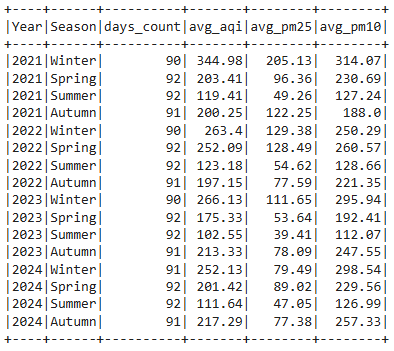 +----+------+----------+-------+--------+--------+
|Year|Season|days_count|avg_aqi|avg_pm25|avg_pm10|
+----+------+----------+-------+--------+--------+
|2021|Winter|        90| 344.98|  205.13|  314.07|
|2021|Spring|        92| 203.41|   96.36|  230.69|
|2021|Summer|        92| 119.41|   49.26|  127.24|
|2021|Autumn|        91| 200.25|  122.25|   188.0|
|2022|Winter|        90|  263.4|  129.38|  250.29|
|2022|Spring|        92| 252.09|  128.49|  260.57|
|2022|Summer|        92| 123.18|   54.62|  128.66|
|2022|Autumn|        91| 197.15|   77.59|  221.35|
|2023|Winter|        90| 266.13|  111.65|  295.94|
|2023|Spring|        92| 175.33|   53.64|  192.41|
|2023|Summer|        92| 102.55|   39.41|  112.07|
|2023|Autumn|        91| 213.33|   78.09|  247.55|
|2024|Winter|        91| 252.13|   79.49|  298.54|
|2024|Spring|        92| 201.42|   89.02|  229.56|
|2024|Summer|        92| 111.64|   47.05|  126.99|
|2024|Autumn|        91| 217.29|   77.38|  257.33|
+----+------+----------+-------+--------+--------+